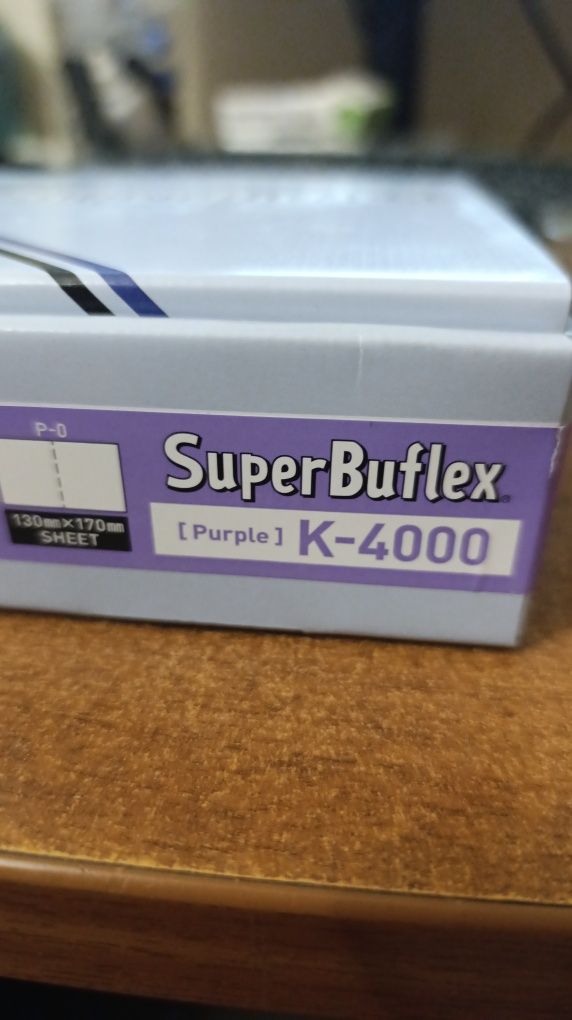 P-0
130mm×170mm
SHEET
SuperBuflex
[Purple] K-4000